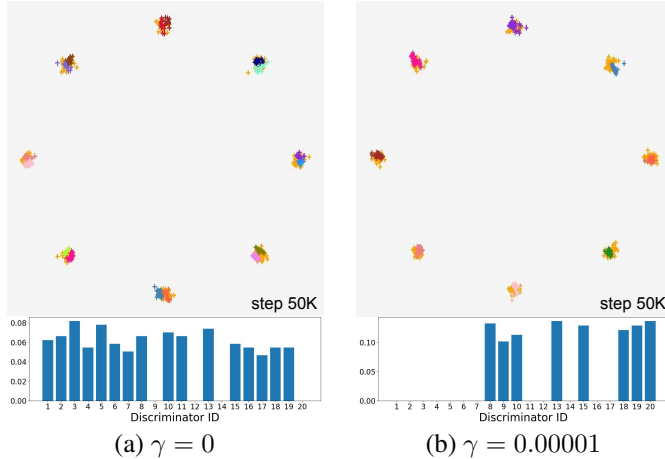 step 50K
0.08
0.06
0.04
0.02
0.00
1 2 3 4 5 6 7 8 9 10 11 12 13 14 15 16 17 18 19 20
Discriminator ID
(a) γ = 0
step 50K
0.10
0.05
0.00
1 2 3 4 5 6 7 8 9 10 11 12 13 14 15 16 17 18 19 20
Discriminator ID
(b) γ = 0.00001